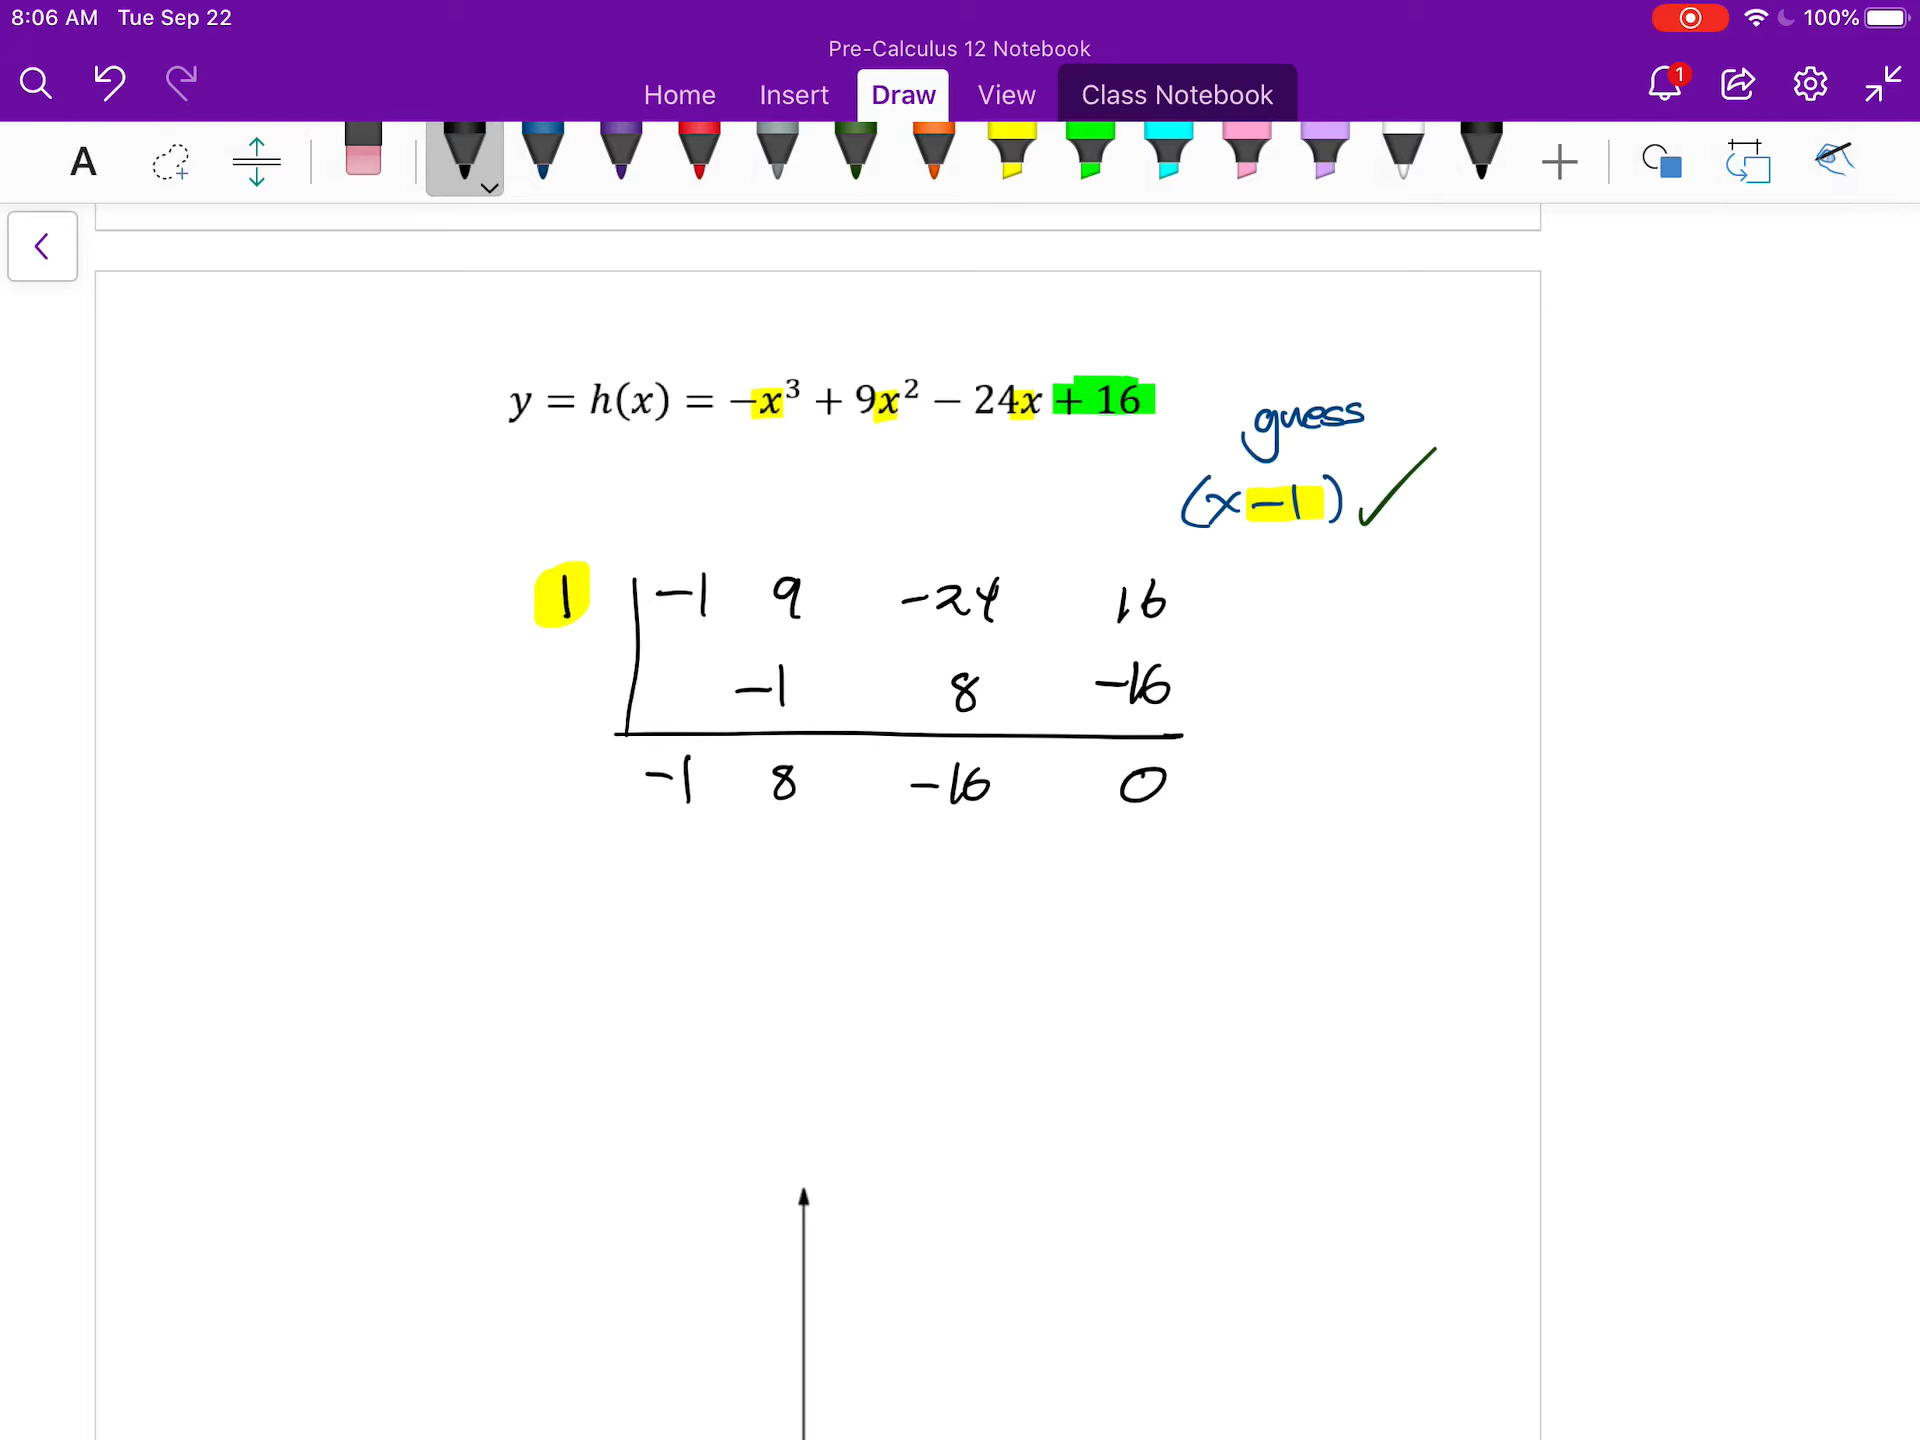 8:06 AM Tue Sep 22
100%
Pre-Calculus 12 Notebook
Home Insert Draw View Class Notebook
1
A
y = h(x) = −x³ + 9x² − 24x + 16
guess
(x −1) ✓
1 | −1 9 −24 16
−1 8 −16
−1 8 −16 0